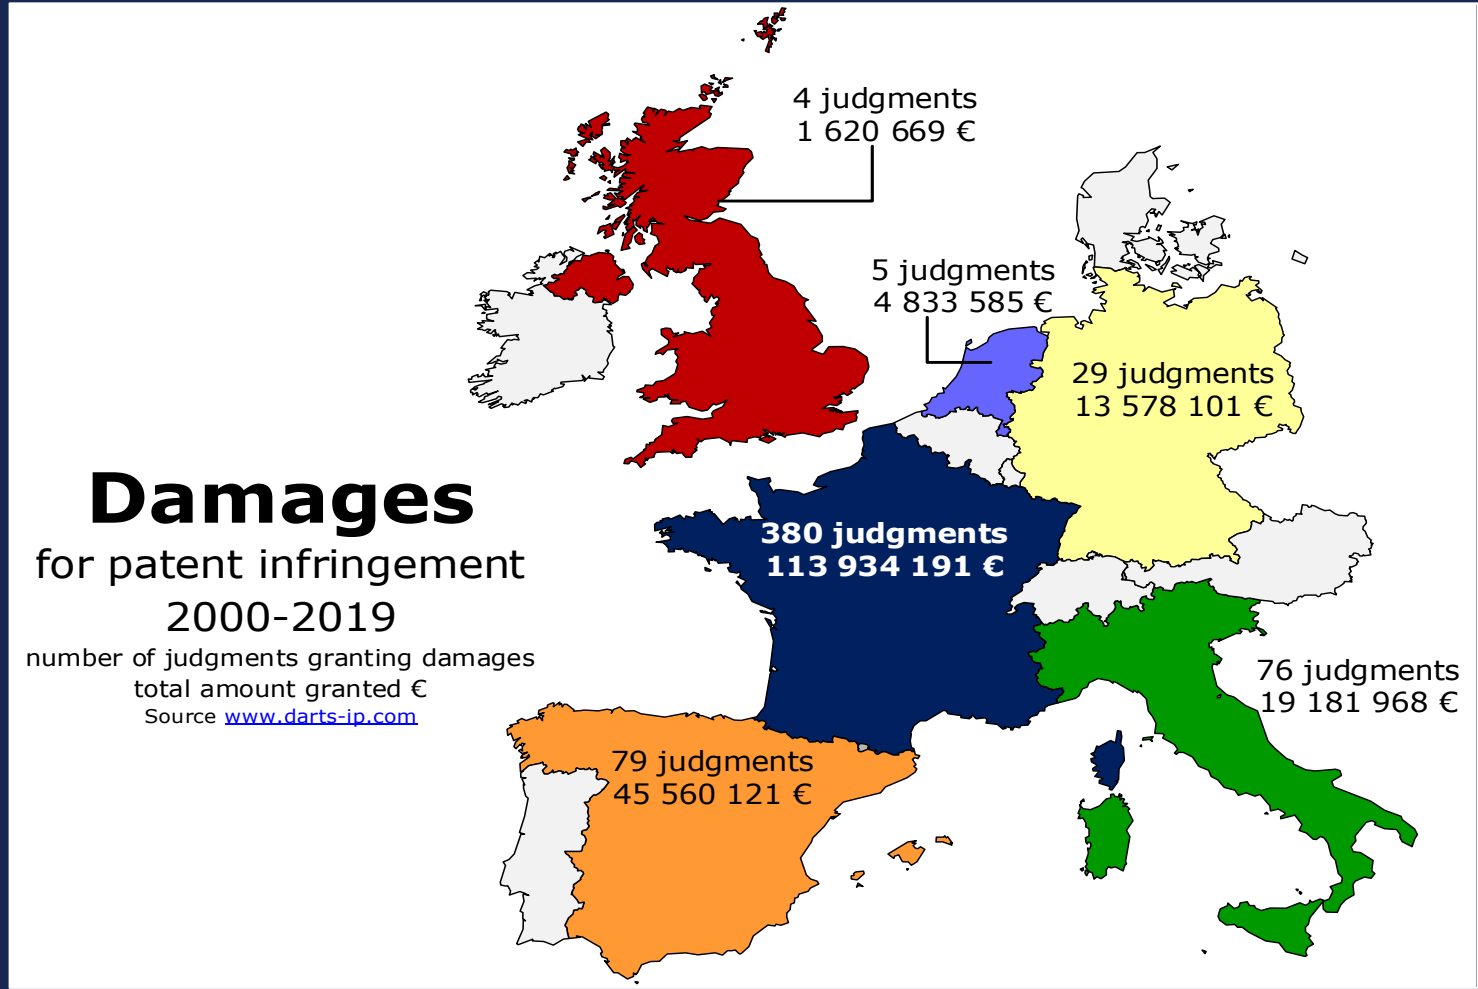 4 judgments
1 620 669 €
5 judgments
4 833 585 €
29 judgments
13 578 101 €
Damages
for patent infringement
2000-2019
number of judgments granting damages
total amount granted €
Source www.darts-ip.com
380 judgments
113 934 191 €
76 judgments
19 181 968 €
79 judgments
45 560 121 €